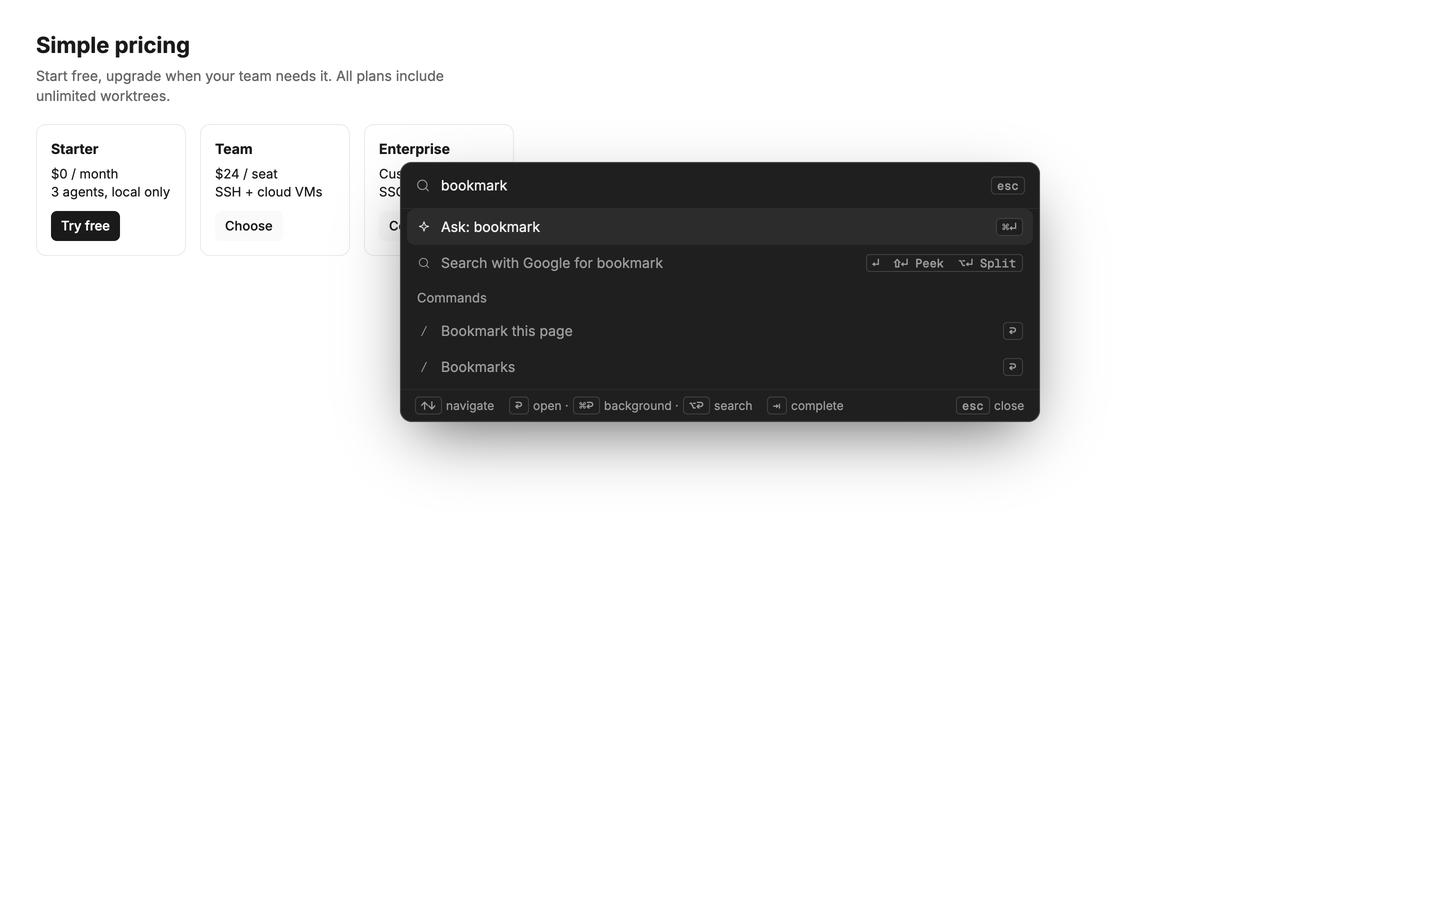 Simple pricing
Start free, upgrade when your team needs it. All plans include
unlimited worktrees.
Starter
$0 / month
3 agents, local only
Try free
Team
$24 / seat
SSH + cloud VMs
Choose
Enterprise
bookmark
esc
Ask: bookmark
⌘↵
Search with Google for bookmark
↵ ⇧↵ Peek ⌥↵ Split
Commands
/ Bookmark this page
/ Bookmarks
↑↓ navigate open · ⌘ background · ⌥ search ⇥ complete esc close